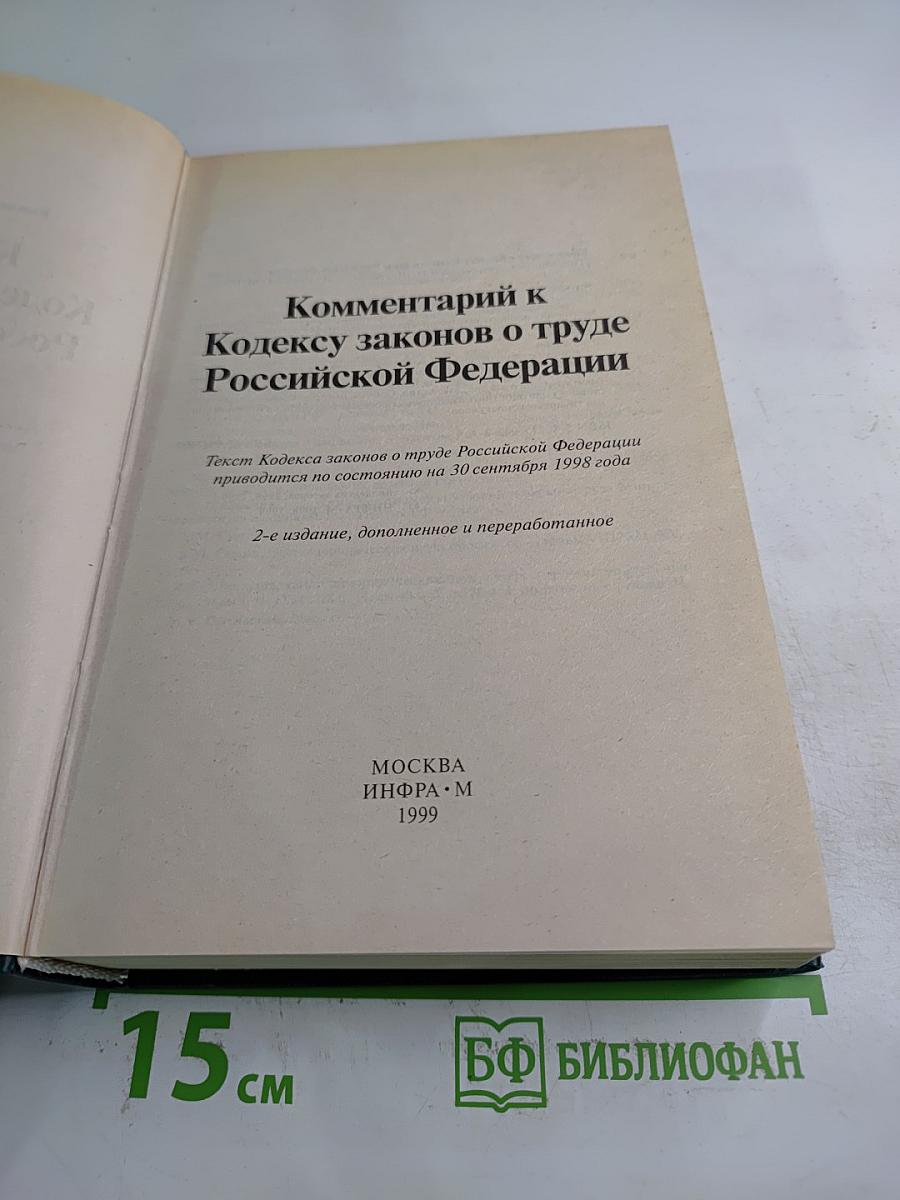 Комментарий к
Кодексу законов о труде
Российской Федерации
Текст Кодекса законов о труде Российской Федерации
приводится по состоянию на 30 сентября 1998 года
2-е издание, дополненное и переработанное
МОСКВА
ИНФРА • М
1999
15 см
БФ БИБЛИОФАН